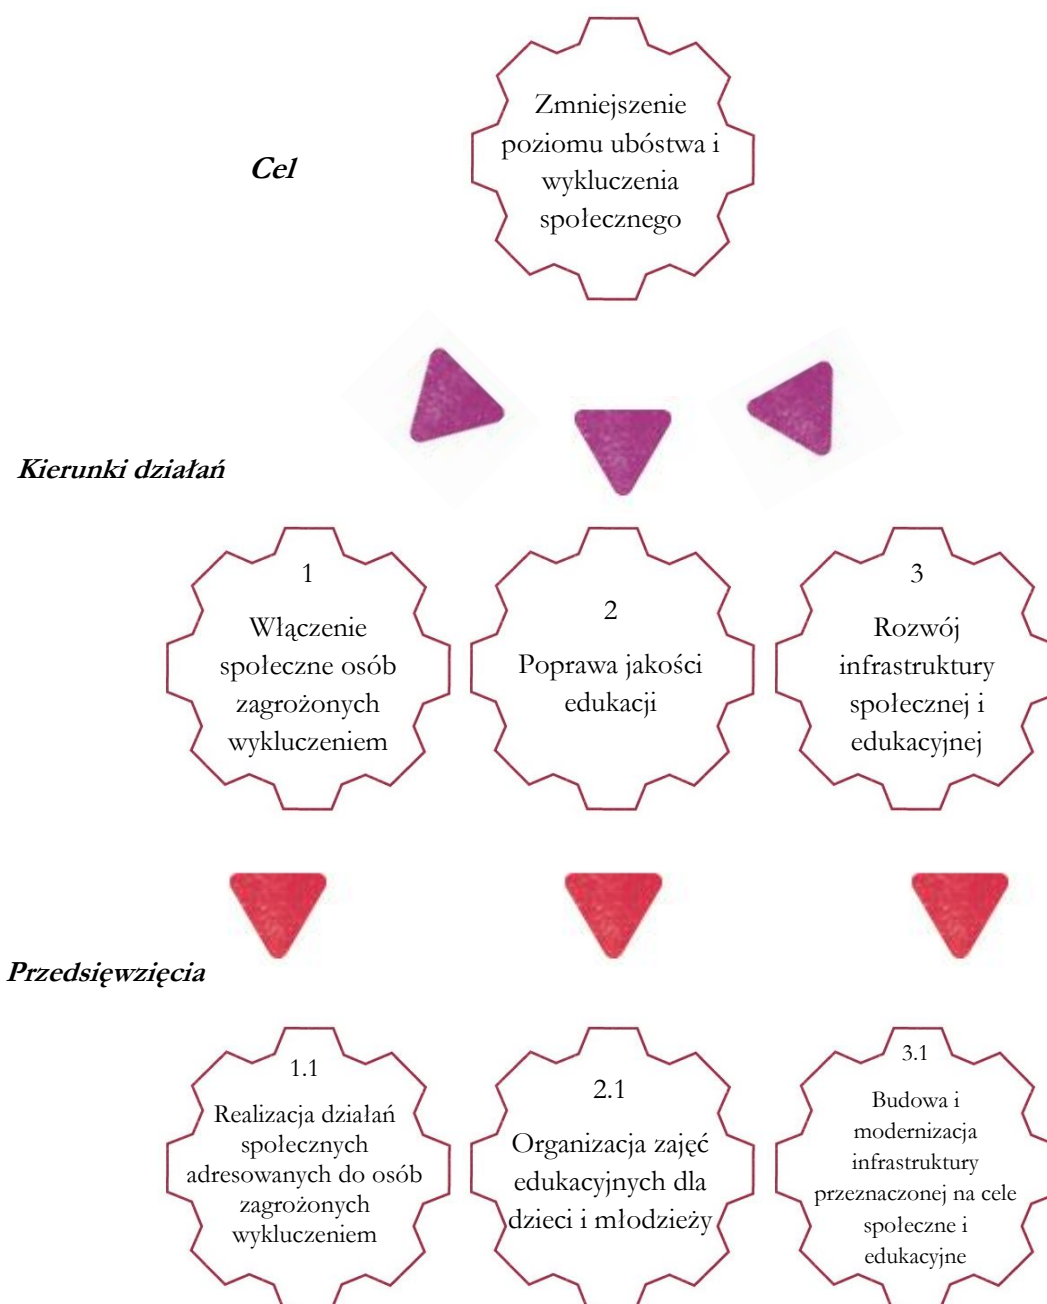 Zmniejszenie
poziomu ubóstwa i
wykluczenia
społecznego
Cel
Kierunki działań
1
Włączenie
społeczne osób
zagrożonych
wykluczeniem
2
Poprawa jakości
edukacji
3
Rozwój
infrastruktury
społecznej i
edukacyjnej
Przedsięwzięcia
1.1
Realizacja działań
społecznych
adresowanych do osób
zagrożonych
wykluczeniem
2.1
Organizacja zajęć
edukacyjnych dla
dzieci i młodzieży
3.1
Budowa i
modernizacja
infrastruktury
przeznaczonej na cele
społeczne i
edukacyjne